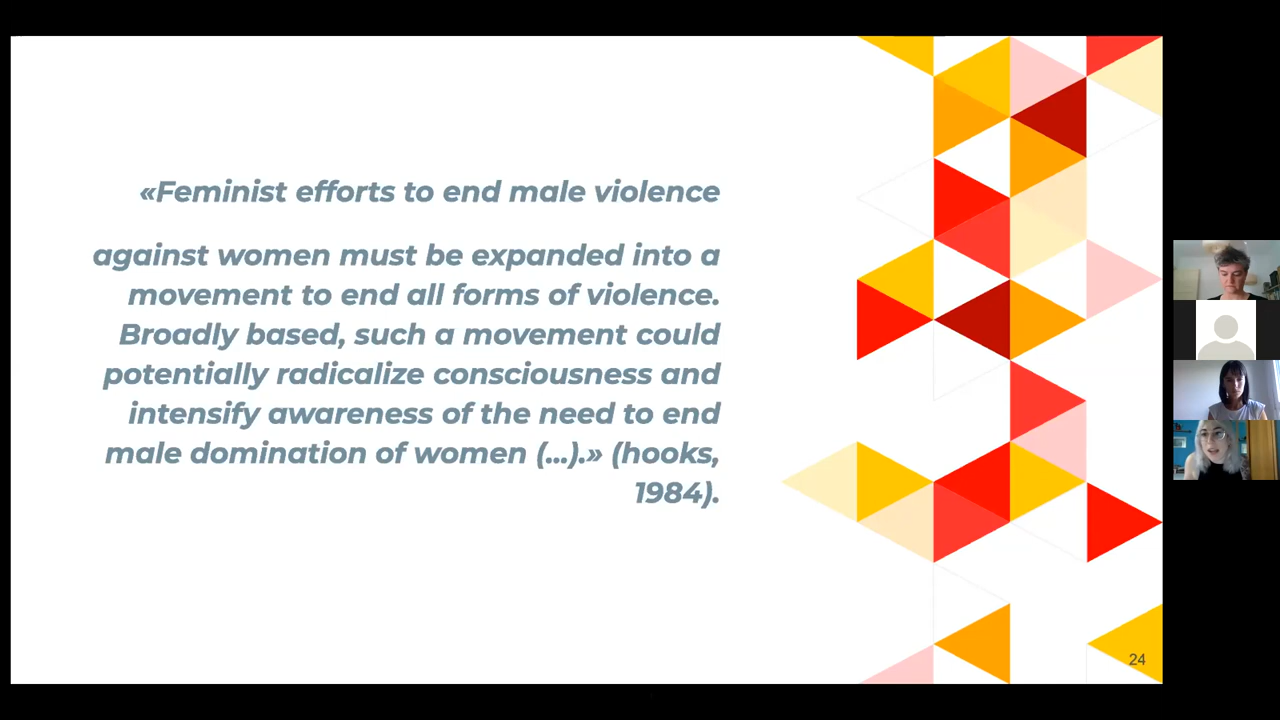 «Feminist efforts to end male violence
against women must be expanded into a
movement to end all forms of violence.
Broadly based, such a movement could
potentially radicalize consciousness and
intensify awareness of the need to end
male domination of women (...).» (hooks,
1984).
24